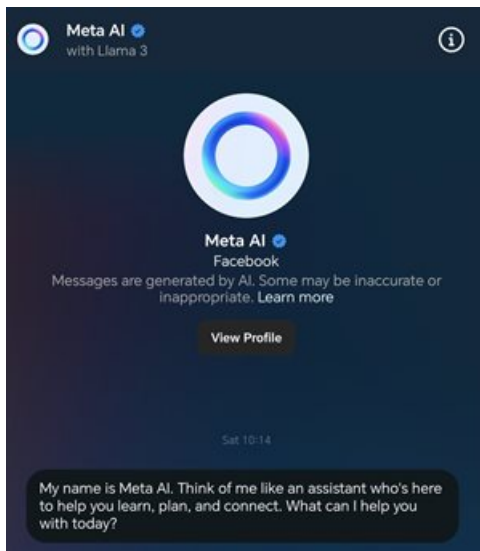 Meta AI
with Llama 3
Meta AI
Facebook
Messages are generated by AI. Some may be inaccurate or
inappropriate. Learn more
View Profile
Sat 10:14
My name is Meta AI. Think of me like an assistant who's here
to help you learn, plan, and connect. What can I help you
with today?